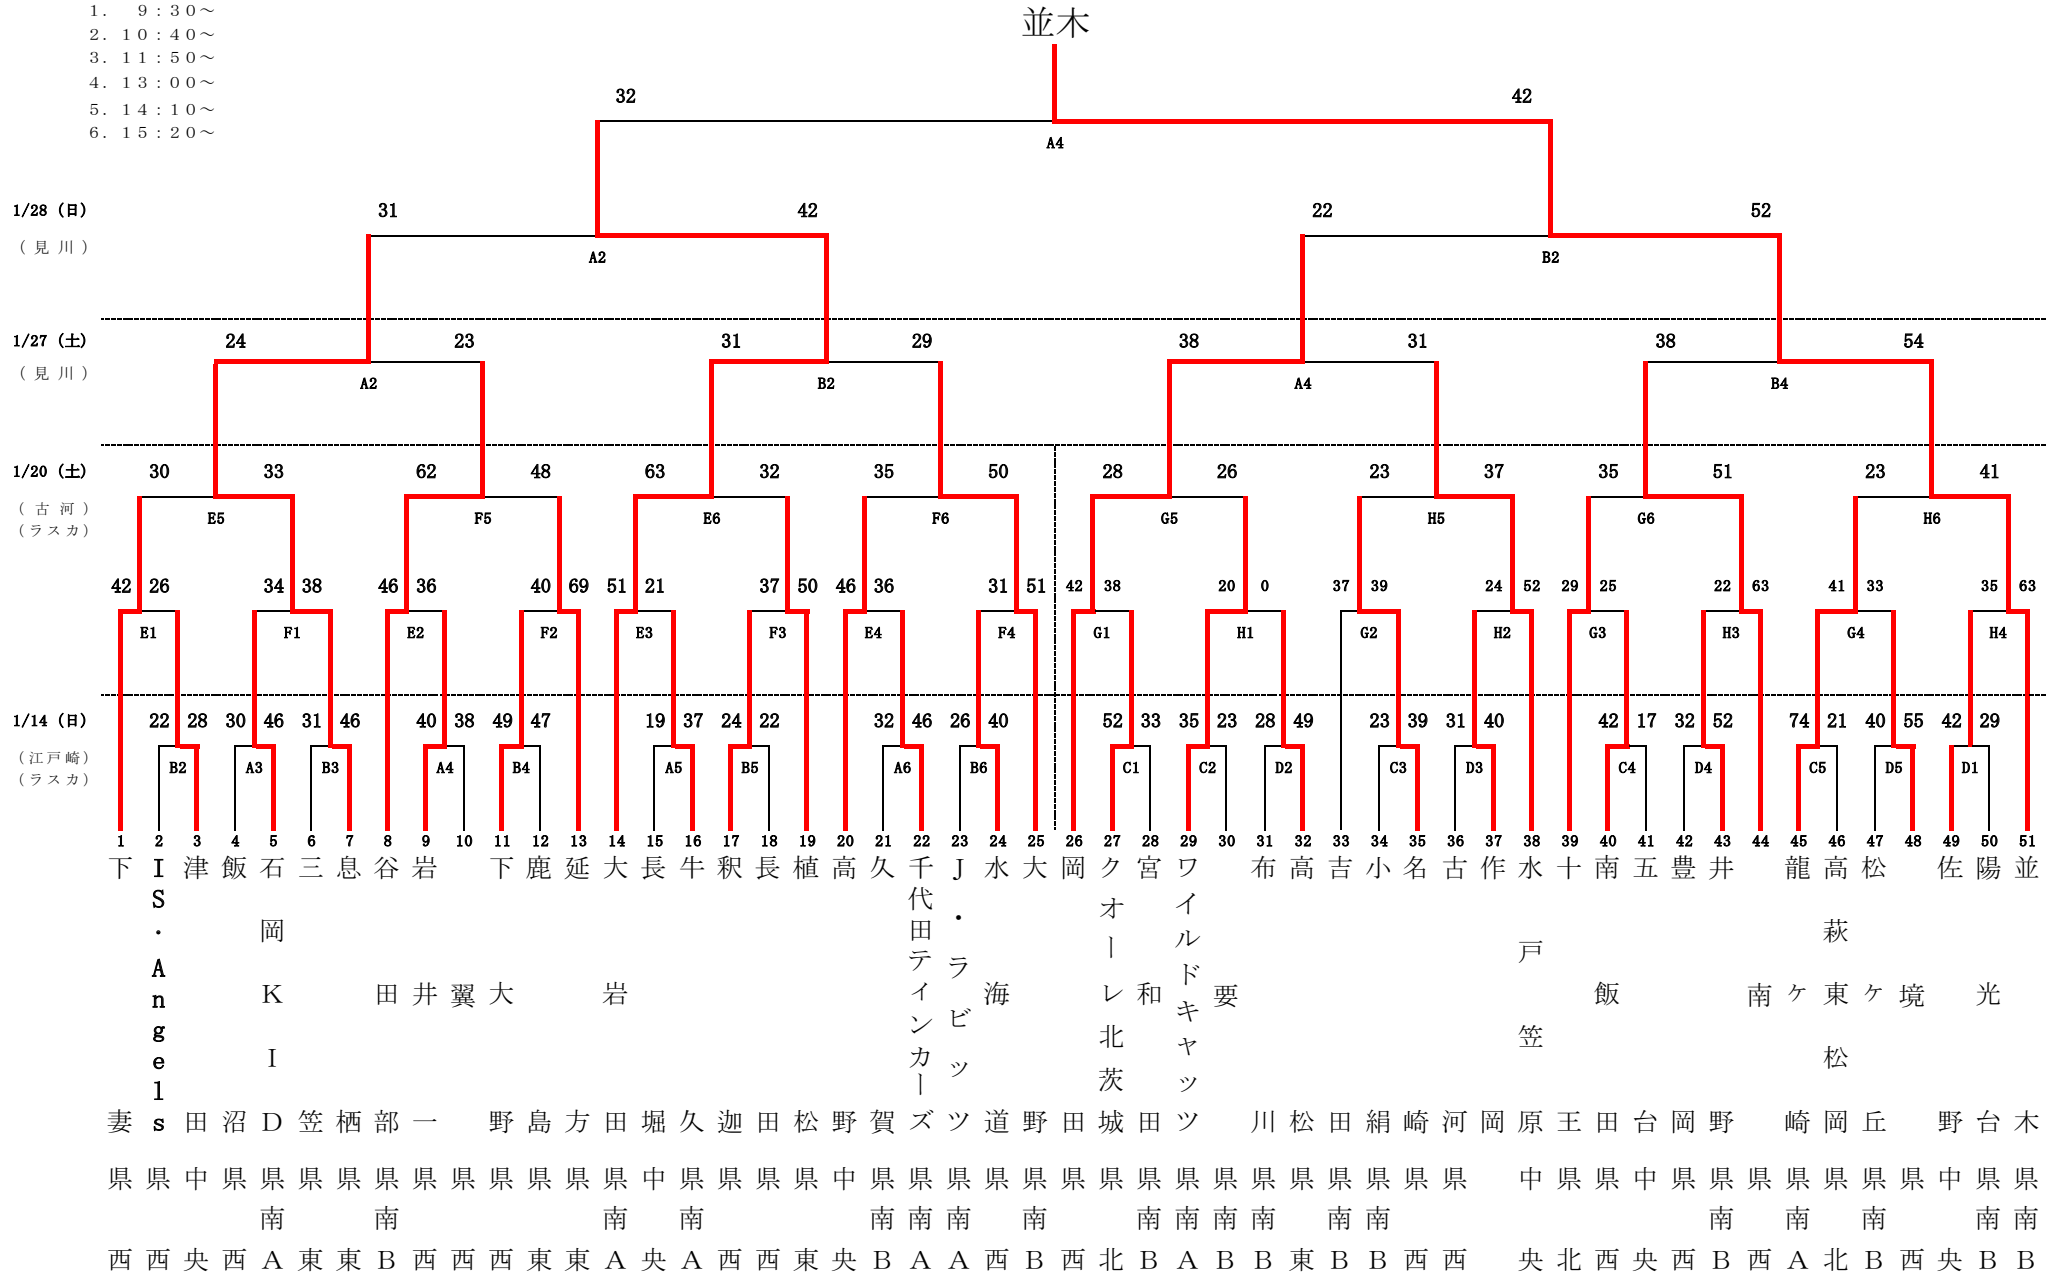 1.　9：30～
2. 10：40～
3. 11：50～
4. 13：00～
5. 14：10～
6. 15：20～
並木
32 42
A4
1/28 (日) 31 42 22 52
(見川)
A2 B2
1/27 (土) 24 23 31 29 38 31 38 54
(見川)
A2 B2 A4 B4
1/20 (土) 30 33 62 48 63 32 35 50 28 26 23 37 35 51 23 41
(古河)
E5 F5 E6 F6 G5 H5 G6 H6
(ラスカ)
42 26 34 38 46 36 40 69 51 21 37 50 46 36 31 51 42 38 20 0 37 39 24 52 29 25 22 63 41 33 35 63
E1 F1 E2 F2 E3 F3 E4 F4 G1 H1 G2 H2 G3 H3 G4 H4
1/14 (日) 22 28 30 46 31 46 40 38 49 47 19 37 24 22 32 46 26 40 52 33 35 23 28 49 23 39 31 40 42 17 32 52 74 21 40 55 42 29
(江戸崎)
B2 A3 B3 A4 B4 A5 B5 A6 B6 C1 C2 D2 C3 D3 C4 D4 C5 D5 D1
(ラスカ)
1 2 3 4 5 6 7 8 9 10 11 12 13 14 15 16 17 18 19 20 21 22 23 24 25 26 27 28 29 30 31 32 33 34 35 36 37 38 39 40 41 42 43 44 45 46 47 48 49 50 51
下妻 県西
IS・Angels 県西
津田 中央
飯沼 県西
石岡KID 県南A
三笠 県東
息栖 県東
谷田部 県南B
岩井一 県西
翼 県西
下大野 県西
鹿島 県東
延方 県東
大岩田 県南A
長堀 中央
牛久 県南A
釈迦 県西
長田 県西
植松 県東
高野 中央
久賀 県南B
千代田ティンカーズ 県南A
J・ラビッツ 県南A
水海道 県西
大野 県南B
岡田 県西
クオーレ北茨城 県北
宮和田 県南B
ワイルドキャッツ 県南A
要 県南B
布川 県南B
高松 県東
吉田 県南B
小絹 県南B
名崎 県西
古河 県西
作岡
水戸笠原 中央
十王 県北
南飯田 県西
五台 中央
豊岡 県西
井野 県南B
南 県西
龍ケ崎 県南A
高萩東松岡 県北
松ケ丘 県南B
境 県西
佐野 中央
陽光台 県南B
並木 県南B